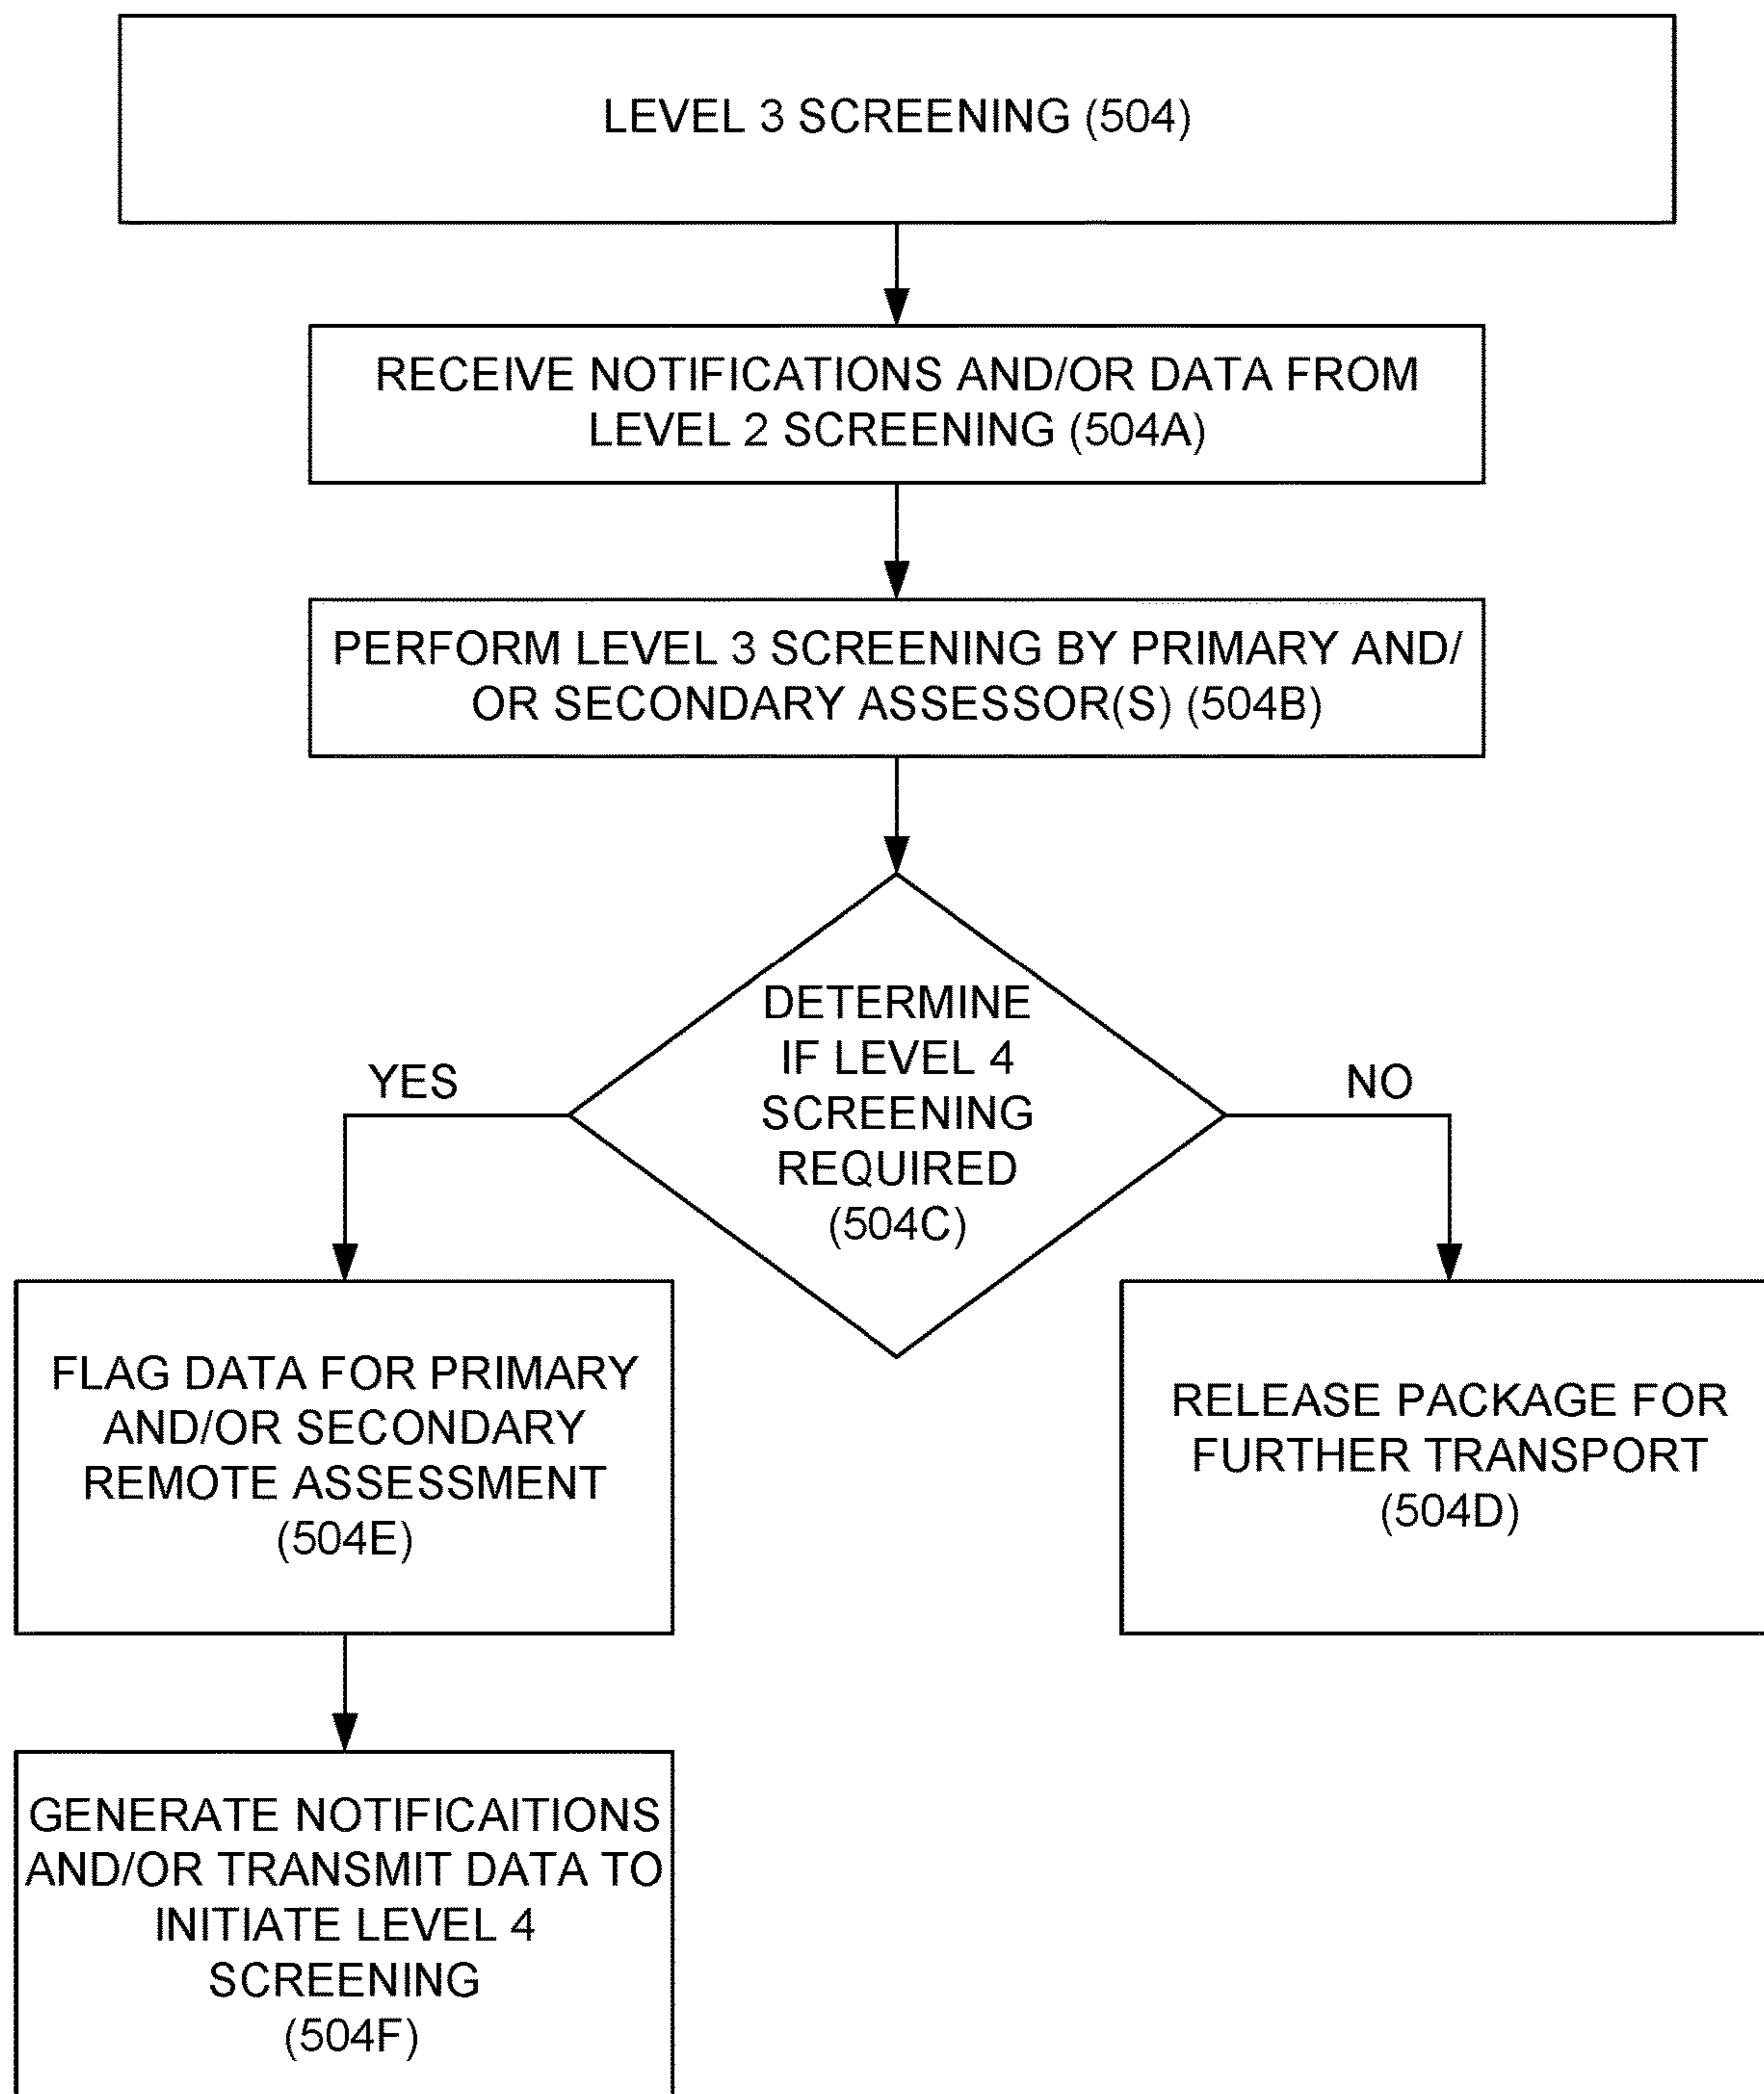 LEVEL 3 SCREENING (504)
RECEIVE NOTIFICATIONS AND/OR DATA FROM
LEVEL 2 SCREENING (504A)
PERFORM LEVEL 3 SCREENING BY PRIMARY AND/
OR SECONDARY ASSESSOR(S) (504B)
DETERMINE
IF LEVEL 4
SCREENING
REQUIRED
(504C)
YES
NO
FLAG DATA FOR PRIMARY
AND/OR SECONDARY
REMOTE ASSESSMENT
(504E)
RELEASE PACKAGE FOR
FURTHER TRANSPORT
(504D)
GENERATE NOTIFICAITIONS
AND/OR TRANSMIT DATA TO
INITIATE LEVEL 4
SCREENING
(504F)